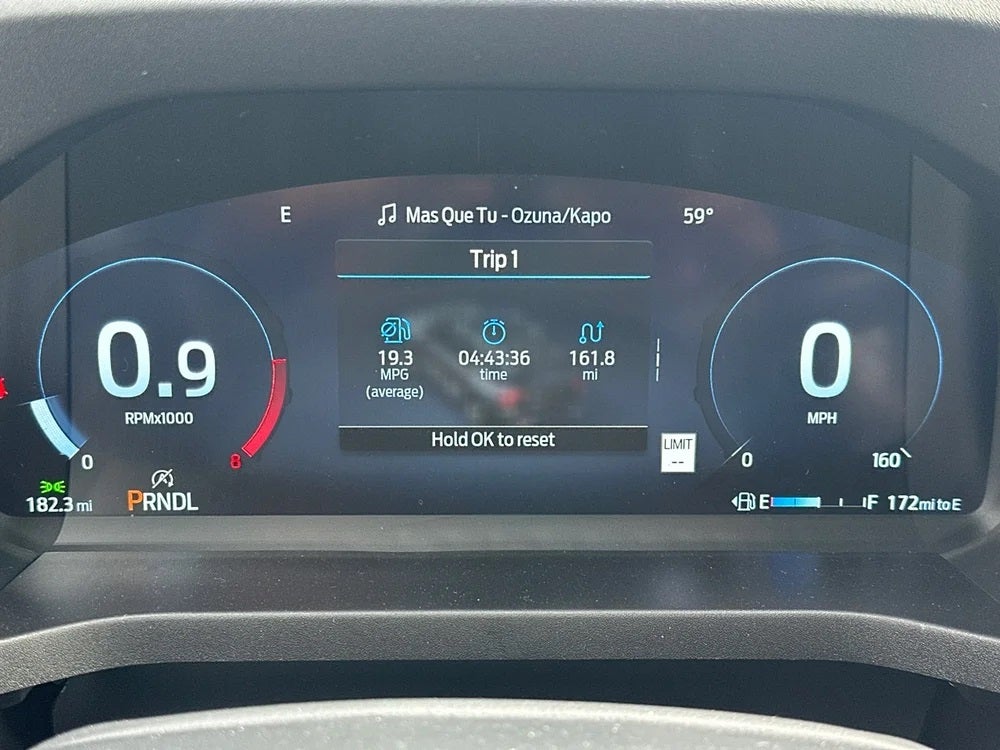 E
Mas Que Tu - Ozuna/Kapo
59°
Trip 1
0.9
RPMx1000
0
8
19.3
MPG
(average)
04:43:36
time
161.8
mi
Hold OK to reset
LIMIT
--
0
MPH
0
160
182.3 mi
PRNDL
E
F
172 mi to E